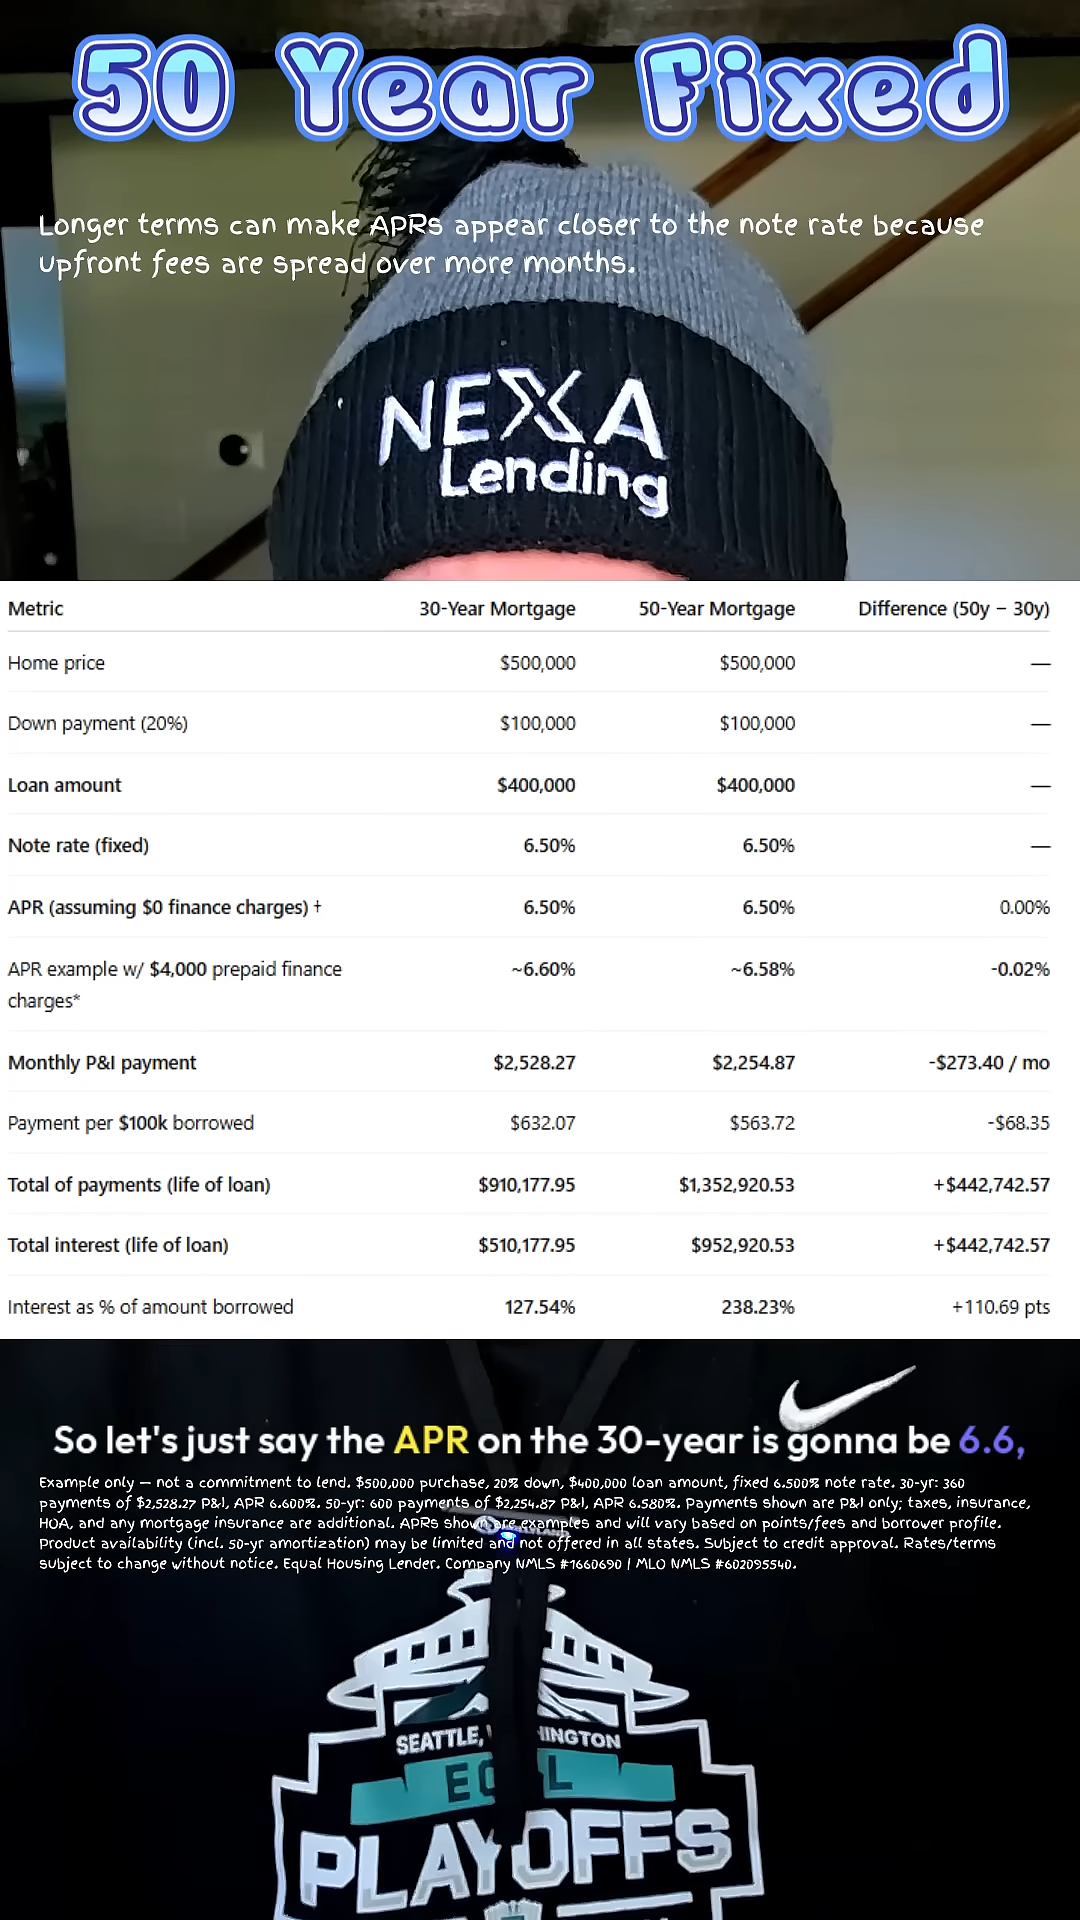 50 Year Fixed
Longer terms can make APRs appear closer to the note rate because
upfront fees are spread over more months.
NEXA
Lending
Metric 30-Year Mortgage 50-Year Mortgage Difference (50y − 30y)
Home price $500,000 $500,000 —
Down payment (20%) $100,000 $100,000 —
Loan amount $400,000 $400,000 —
Note rate (fixed) 6.50% 6.50% —
APR (assuming $0 finance charges) † 6.50% 6.50% 0.00%
APR example w/ $4,000 prepaid finance ~6.60% ~6.58% -0.02%
charges*
Monthly P&I payment $2,528.27 $2,254.87 -$273.40 / mo
Payment per $100k borrowed $632.07 $563.72 -$68.35
Total of payments (life of loan) $910,177.95 $1,352,920.53 +$442,742.57
Total interest (life of loan) $510,177.95 $952,920.53 +$442,742.57
Interest as % of amount borrowed 127.54% 238.23% +110.69 pts
So let's just say the APR on the 30-year is gonna be 6.6,
Example only — not a commitment to lend. $500,000 purchase, 20% down, $400,000 loan amount, fixed 6.500% note rate. 30-yr: 360
payments of $2,528.27 P&I, APR 6.600%. 50-yr: 600 payments of $2,254.87 P&I, APR 6.580%. Payments shown are P&I only; taxes, insurance,
HOA, and any mortgage insurance are additional. APRs shown are examples and will vary based on points/fees and borrower profile.
Product availability (incl. 50-yr amortization) may be limited and not offered in all states. Subject to credit approval. Rates/terms
subject to change without notice. Equal Housing Lender. Company NMLS #1660690 | MLO NMLS #602095540.
SEATTLE,
PLAYOFFS